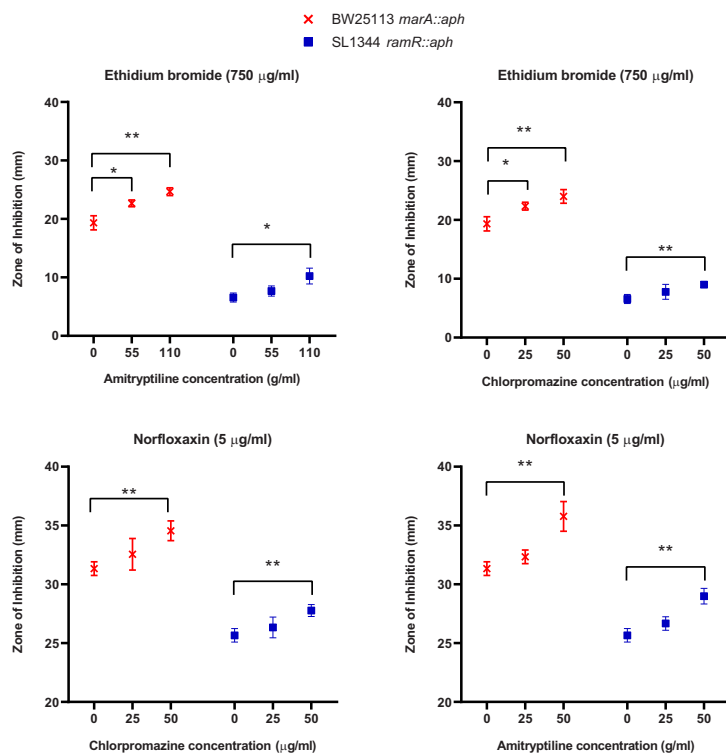 BW25113 marA::aph
SL1344 ramR::aph
Ethidium bromide (750 μg/ml)
Zone of Inhibition (mm)
40
30
20
10
0
**
*
*
0 55 110 0 55 110
Amitryptiline concentration (g/ml)
Ethidium bromide (750 μg/ml)
Zone of Inhibition (mm)
40
30
20
10
0
**
*
**
0 25 50 0 25 50
Chlorpromazine concentration (μg/ml)
Norfloxaxin (5 μg/ml)
Zone of Inhibition (mm)
40
35
30
25
20
**
**
0 25 50 0 25 50
Chlorpromazine concentration (μg/ml)
Norfloxaxin (5 μg/ml)
Zone of Inhibition (mm)
40
35
30
25
20
**
**
0 25 50 0 25 50
Amitryptiline concentration (g/ml)